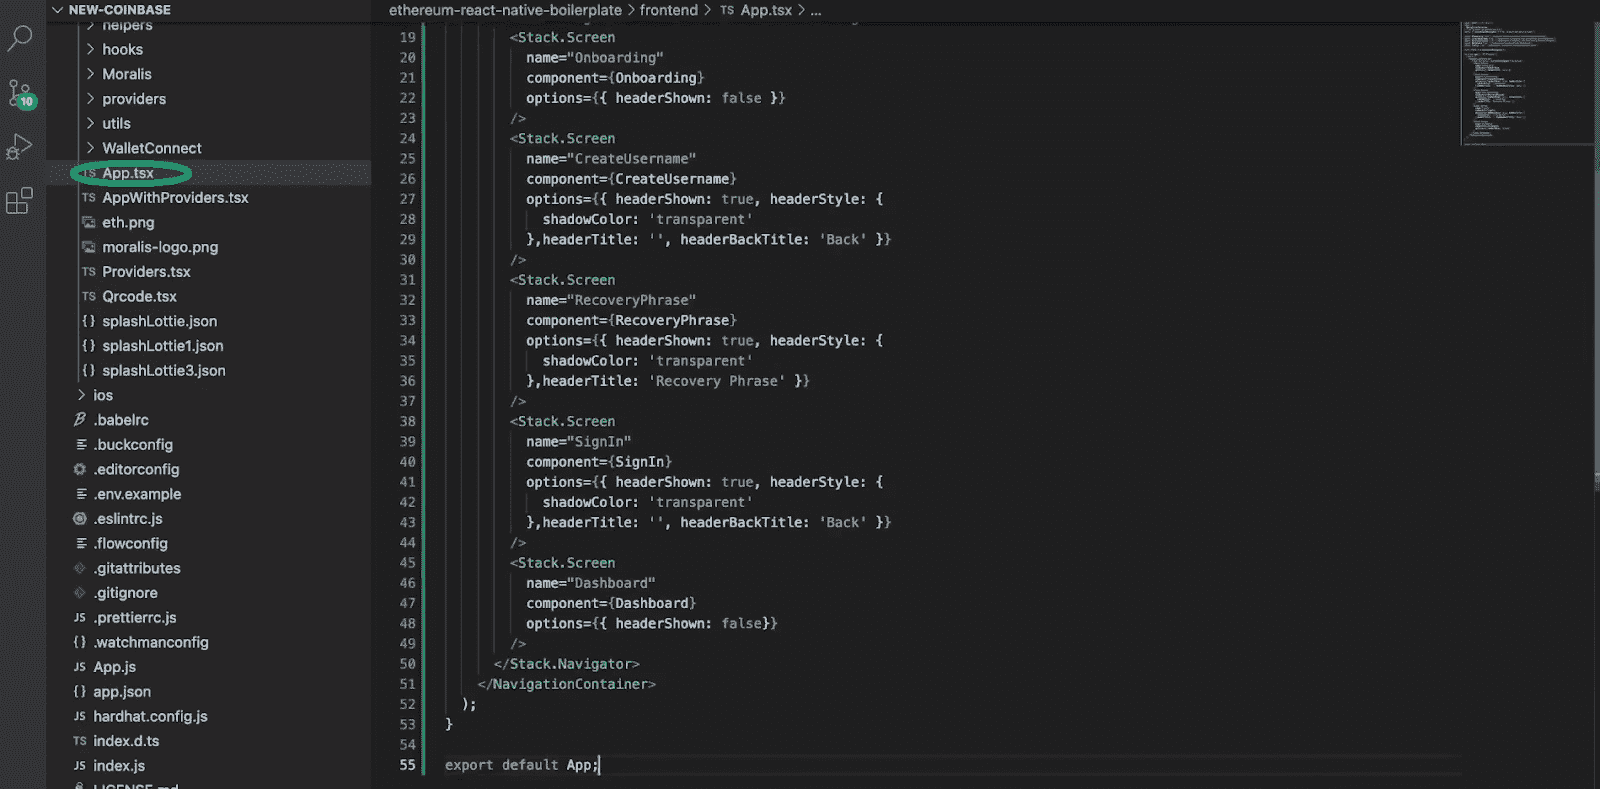 NEW-COINBASE
helpers
hooks
Moralis
providers
utils
WalletConnect
TS App.tsx
TS AppWithProviders.tsx
eth.png
moralis-logo.png
TS Providers.tsx
TS Qrcode.tsx
{} splashLottie.json
{} splashLottie1.json
{} splashLottie3.json
ios
.babelrc
.buckconfig
.editorconfig
.env.example
.eslintrc.js
.flowconfig
.gitattributes
.gitignore
JS .prettierrc.js
{} .watchmanconfig
JS App.js
{} app.json
JS hardhat.config.js
TS index.d.ts
JS index.js
LICENSE.md
10
ethereum-react-native-boilerplate > frontend > TS App.tsx > ...
19 <Stack.Screen
20 name="Onboarding"
21 component={Onboarding}
22 options={{ headerShown: false }}
23 />
24 <Stack.Screen
25 name="CreateUsername"
26 component={CreateUsername}
27 options={{ headerShown: true, headerStyle: {
28 shadowColor: 'transparent'
29 },headerTitle: '', headerBackTitle: 'Back' }}
30 />
31 <Stack.Screen
32 name="RecoveryPhrase"
33 component={RecoveryPhrase}
34 options={{ headerShown: true, headerStyle: {
35 shadowColor: 'transparent'
36 },headerTitle: 'Recovery Phrase' }}
37 />
38 <Stack.Screen
39 name="SignIn"
40 component={SignIn}
41 options={{ headerShown: true, headerStyle: {
42 shadowColor: 'transparent'
43 },headerTitle: '', headerBackTitle: 'Back' }}
44 />
45 <Stack.Screen
46 name="Dashboard"
47 component={Dashboard}
48 options={{ headerShown: false}}
49 />
50 </Stack.Navigator>
51 </NavigationContainer>
52 );
53 }
54
55 export default App;